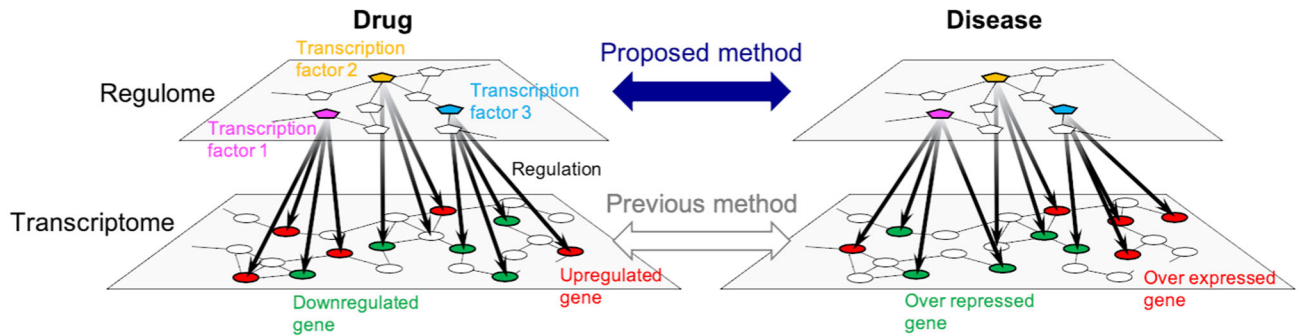 Drug
Disease
Transcription
factor 2
Proposed method
Regulome
Transcription
factor 3
Transcription
factor 1
Regulation
Transcriptome
Previous method
Upregulated
gene
Downregulated
gene
Over expressed
gene
Over repressed
gene